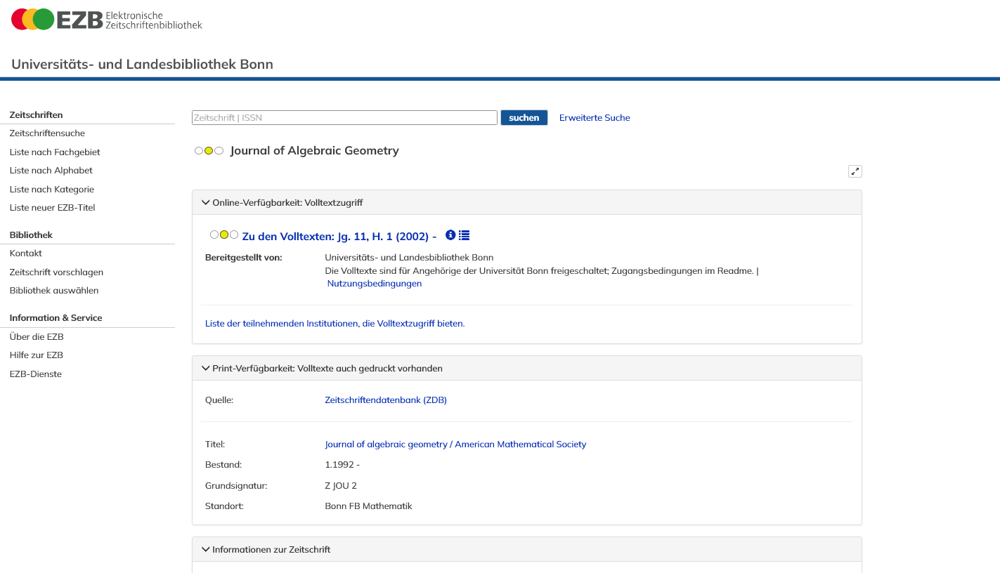 EZB Elektronische
Zeitschriftenbibliothek
Universitäts- und Landesbibliothek Bonn
Zeitschriften
Zeitschriftensuche
Liste nach Fachgebiet
Liste nach Alphabet
Liste nach Kategorie
Liste neuer EZB-Titel
Bibliothek
Kontakt
Zeitschrift vorschlagen
Bibliothek auswählen
Information & Service
Über die EZB
Hilfe zur EZB
EZB-Dienste
Zeitschrift | ISSN suchen Erweiterte Suche
Journal of Algebraic Geometry
Online-Verfügbarkeit: Volltextzugriff
Zu den Volltexten: Jg. 11, H. 1 (2002) -
Bereitgestellt von: Universitäts- und Landesbibliothek Bonn
Die Volltexte sind für Angehörige der Universität Bonn freigeschaltet; Zugangsbedingungen im Readme. |
Nutzungsbedingungen
Liste der teilnehmenden Institutionen, die Volltextzugriff bieten.
Print-Verfügbarkeit: Volltexte auch gedruckt vorhanden
Quelle: Zeitschriftendatenbank (ZDB)
Titel: Journal of algebraic geometry / American Mathematical Society
Bestand: 1.1992 -
Grundsignatur: Z JOU 2
Standort: Bonn FB Mathematik
Informationen zur Zeitschrift